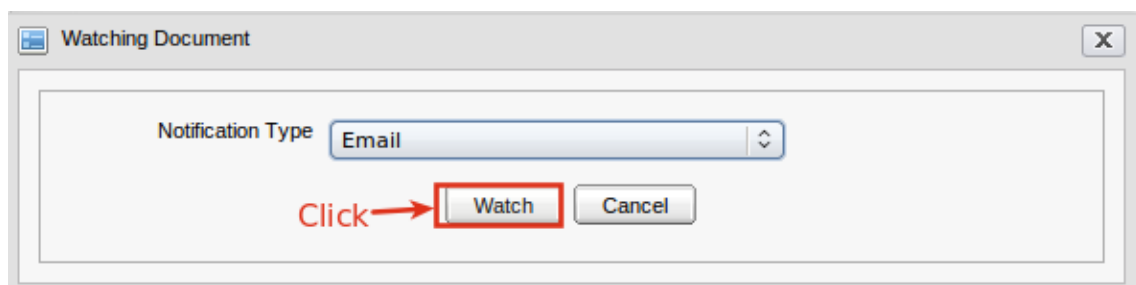 Watching Document
X
Notification Type Email
Click Watch Cancel